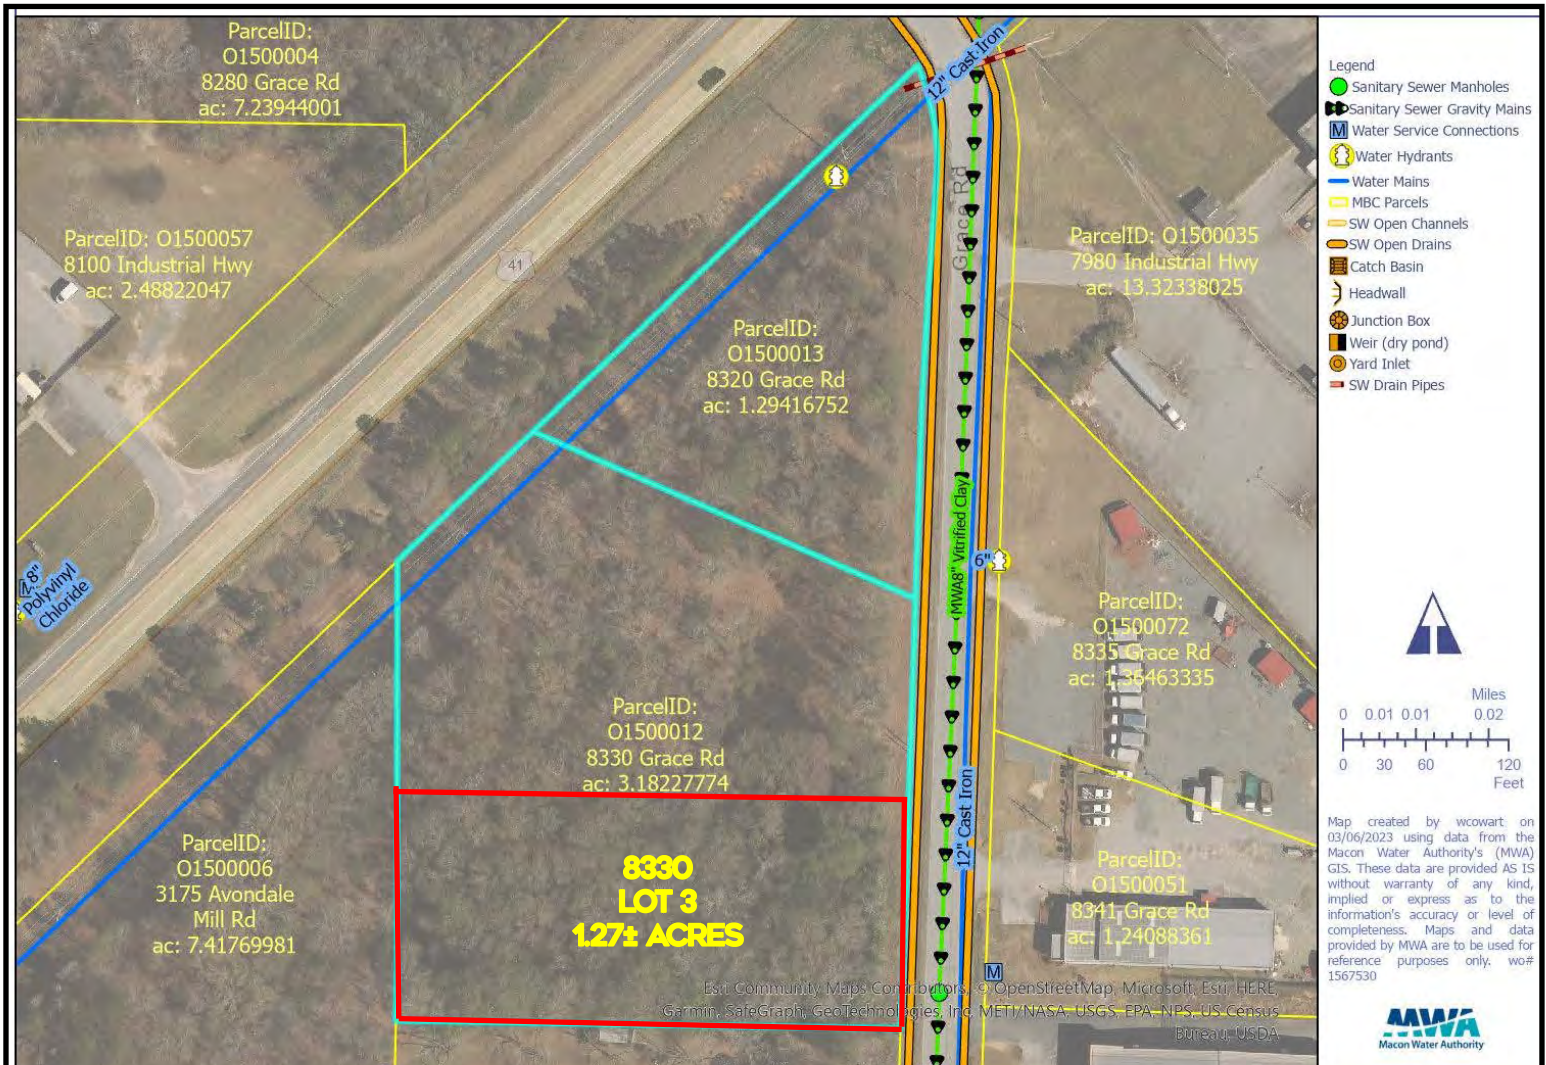 ParcelID:
O1500004
8280 Grace Rd
ac: 7.23944001
12" Cast Iron
ParcelID: O1500057
8100 Industrial Hwy
ac: 2.48822047
41
Grace Rd
ParcelID: O1500035
7980 Industrial Hwy
ac: 13.32338025
ParcelID:
O1500013
8320 Grace Rd
ac: 1.29416752
MWA8" Vitrified Clay
6"
8"
Polyvinyl
Chloride
ParcelID:
O1500072
8335 Grace Rd
ac: 1.36463335
ParcelID:
O1500012
8330 Grace Rd
ac: 3.18227774
12" Cast Iron
ParcelID:
O1500006
3175 Avondale
Mill Rd
ac: 7.41769981
8330
LOT 3
1.27± ACRES
ParcelID:
O1500051
8341 Grace Rd
ac: 1.24088361
M
Esri Community Maps Contributors, © OpenStreetMap, Microsoft, Esri, HERE,
Garmin, SafeGraph, GeoTechnologies, Inc, METI/NASA, USGS, EPA, NPS, US Census
Bureau, USDA
Legend
Sanitary Sewer Manholes
Sanitary Sewer Gravity Mains
M Water Service Connections
Water Hydrants
Water Mains
MBC Parcels
SW Open Channels
SW Open Drains
Catch Basin
Headwall
Junction Box
Weir (dry pond)
Yard Inlet
SW Drain Pipes
Miles
0 0.01 0.01 0.02
0 30 60 120
Feet
Map created by wcowart on
03/06/2023 using data from the
Macon Water Authority's (MWA)
GIS. These data are provided AS IS
without warranty of any kind,
implied or express as to the
information's accuracy or level of
completeness. Maps and data
provided by MWA are to be used for
reference purposes only. wo#
1567530
MWA
Macon Water Authority